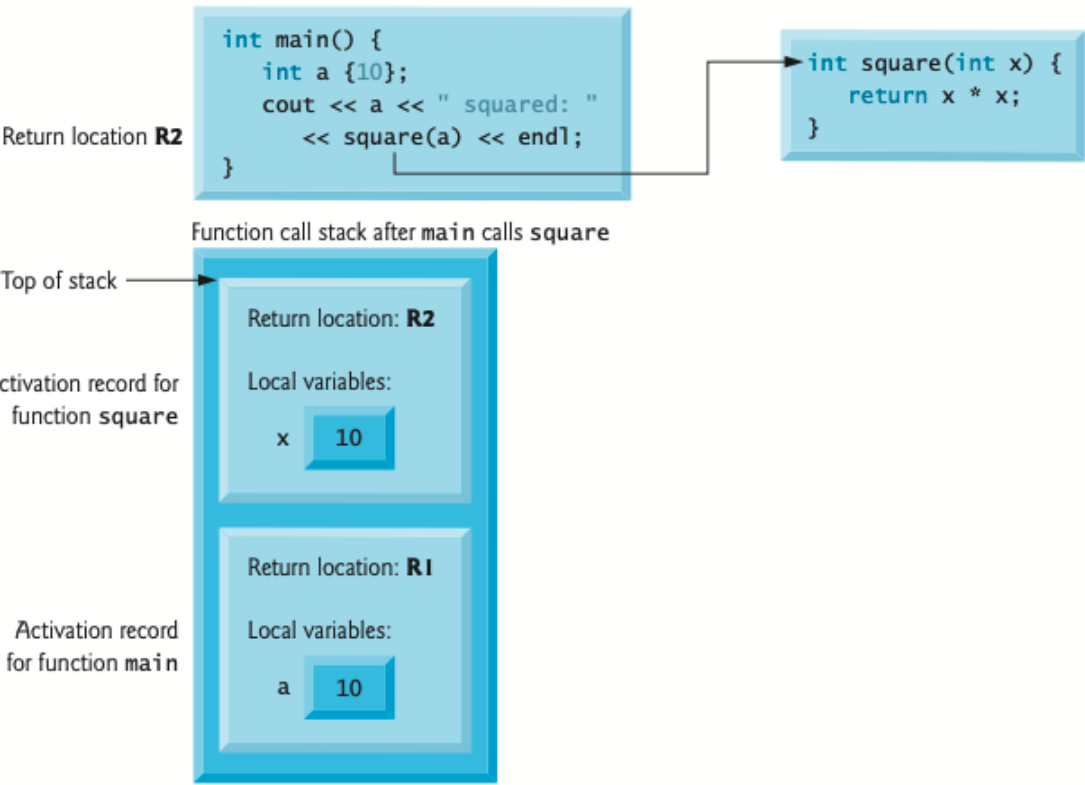 int main() {
int a {10};
cout << a << " squared: "
Return location R2
<< square(a) << endl;
}
int square(int x) {
return x * x;
}
Function call stack after main calls square
Top of stack
Return location: R2
ctivation record for
function square
Local variables:
x 10
Return location: R1
Activation record
for function main
Local variables:
a 10